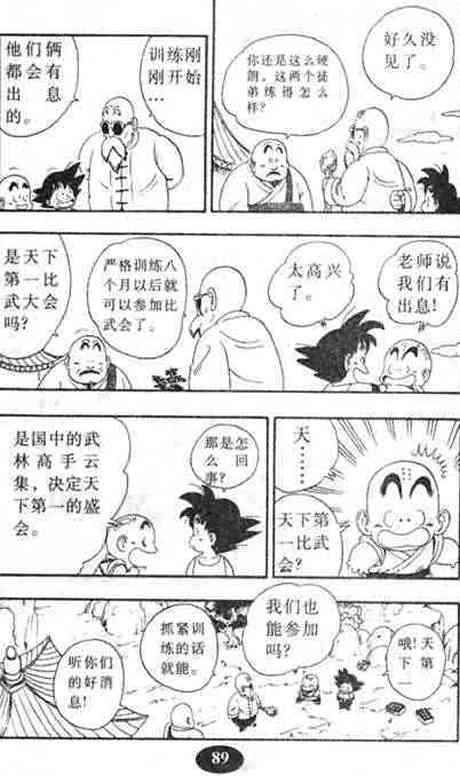 好久没
见了。
你还是这么硬
朗，这两个徒
弟练得怎么
样？
训练刚
刚开始
…
他们俩
都会有
出息
的。
老师说
我们有
出息!
太高兴
了。
严格训练八
个月以后就
可以参加比
武会了。
是天下
第一比
武大会
吗？
天
……
天下第
一比武
会？
那是怎
么回
事？
是国中的武
林高手云
集，决定天
下第一的盛
会。
哦!天
下第
一
我们也
能参加
吗？
抓紧训
练的话
就能。
听你们
的好消
息!
89